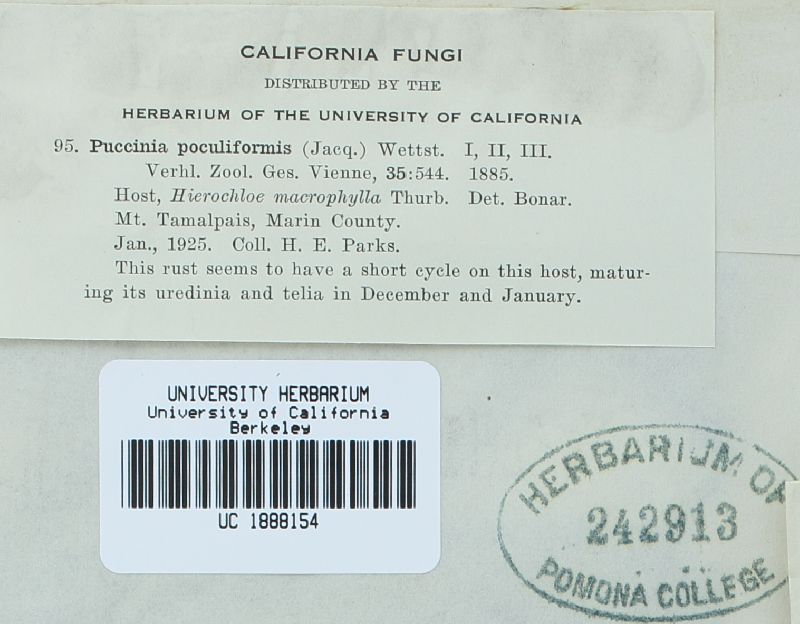 CALIFORNIA FUNGI
DISTRIBUTED BY THE
HERBARIUM OF THE UNIVERSITY OF CALIFORNIA
95. Puccinia poculiformis (Jacq.) Wettst. I, II, III.
Verhl. Zool. Ges. Vienne, 35:544. 1885.
Host, Hierochloe macrophylla Thurb. Det. Bonar.
Mt. Tamalpais, Marin County.
Jan., 1925. Coll. H. E. Parks.
This rust seems to have a short cycle on this host, matur-
ing its uredinia and telia in December and January.
UNIVERSITY HERBARIUM
University of California
Berkeley
UC 1888154
HERBARIUM OF
242913
POMONA COLLEGE